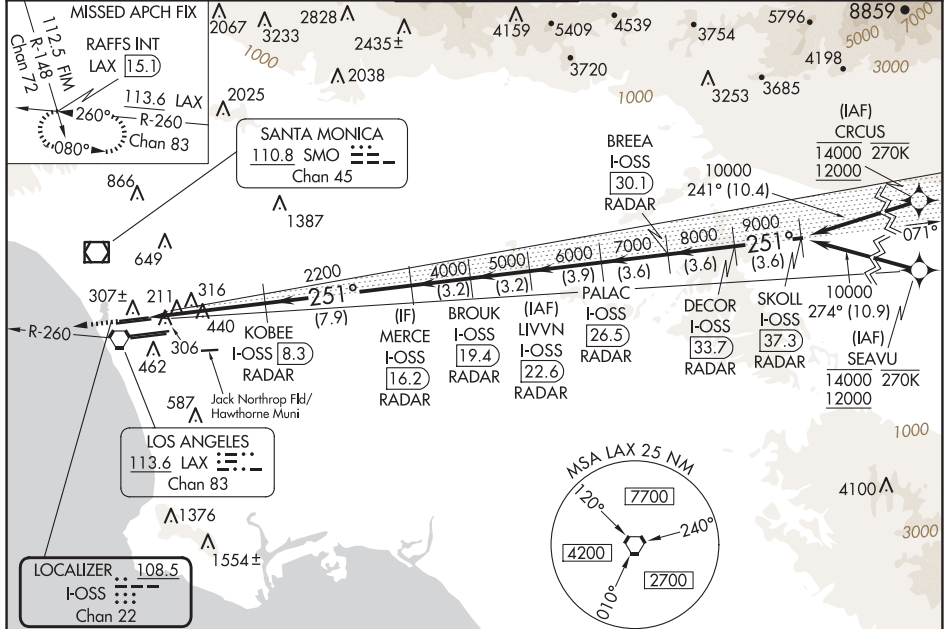 MISSED APCH FIX
112.5 FIM
R-148
Chan 72
RAFFS INT
LAX 15.1
113.6 LAX
R-260
Chan 83
260°
080°
2067
3233
2828
2435±
2038
2025
1000
4159
5409
4539
3720
3754
3253
3685
5796
4198
8859
7000
5000
3000
1000
SANTA MONICA
110.8 SMO
Chan 45
866
649
1387
BREEA
I-OSS
30.1
RADAR
10000
241° (10.4)
(IAF)
CRCUS
14000 270K
12000
071°
2200
251°
(7.9)
4000
(3.2)
5000
(3.2)
6000
(3.9)
7000
(3.6)
8000
(3.6)
9000
251°
(3.6)
307±
211
316
440
306
462
R-260
KOBEE
I-OSS 8.3
RADAR
(IF)
MERCE
I-OSS
16.2
RADAR
BROUK
I-OSS
19.4
RADAR
(IAF)
LIVVN
I-OSS
22.6
RADAR
PALAC
I-OSS
26.5
RADAR
DECOR
I-OSS
33.7
RADAR
SKOLL
I-OSS
37.3
RADAR
10000
274° (10.9)
(IAF)
SEAVU
14000 270K
12000
Jack Northrop Fld/
Hawthorne Muni
587
LOS ANGELES
113.6 LAX
Chan 83
1376
1554±
LOCALIZER 108.5
I-OSS
Chan 22
MSA LAX 25 NM
120°
7700
240°
4200
2700
010°
1000
4100
3000